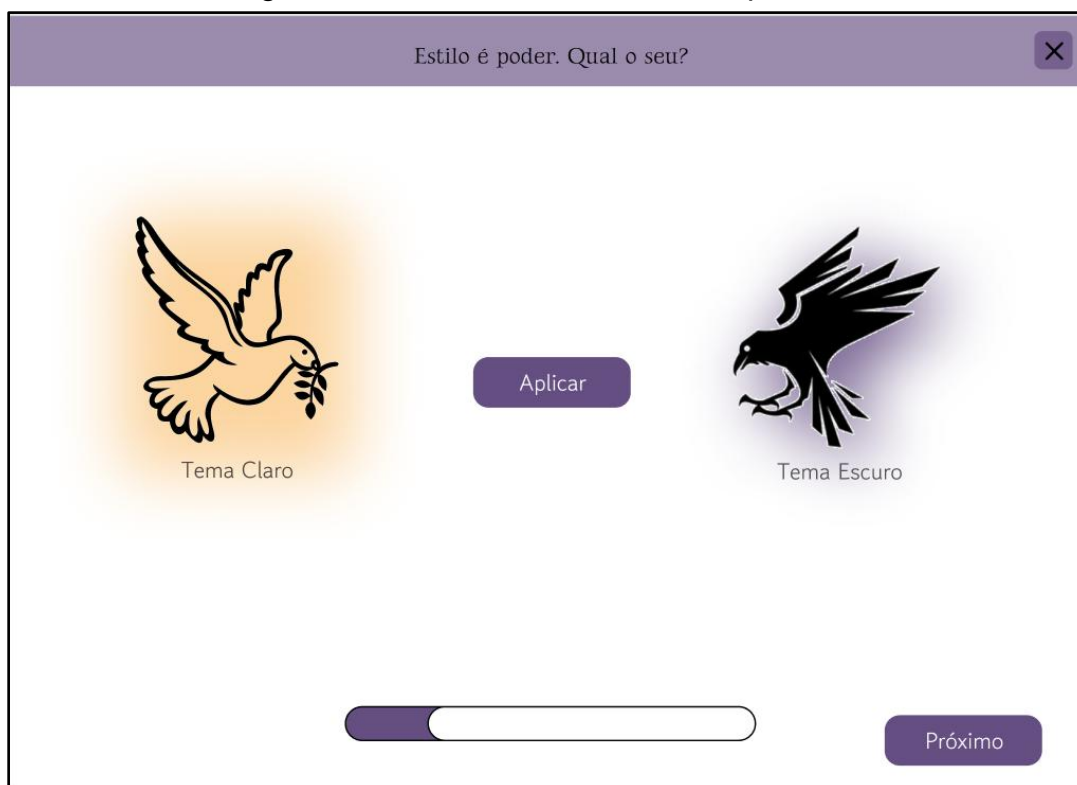 Estilo é poder. Qual o seu?
Aplicar
Tema Claro
Tema Escuro
Próximo